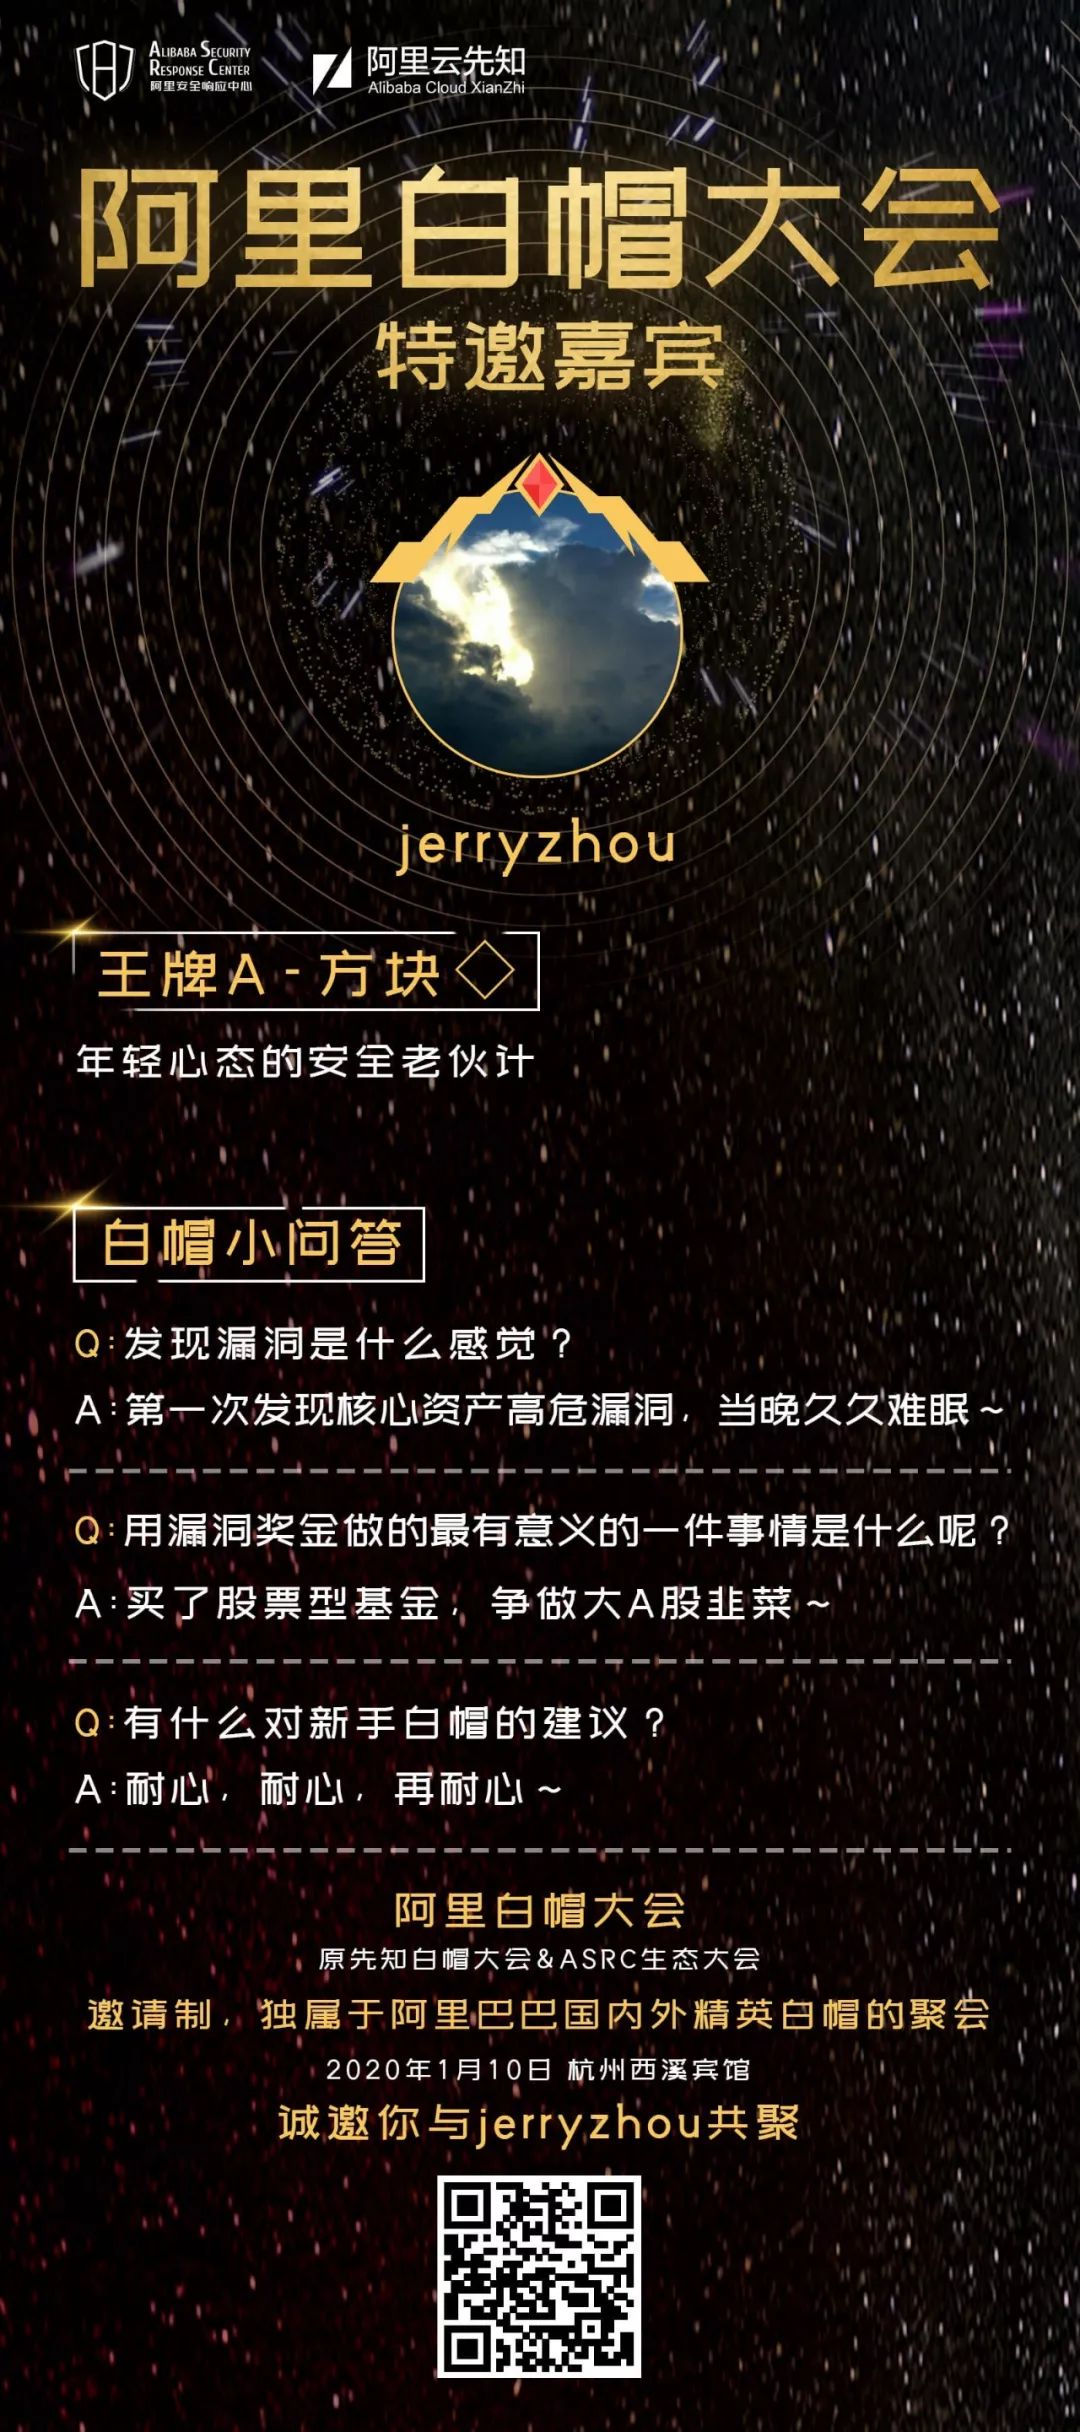 ALIBABA SECURITY
RESPONSE CENTER
阿里安全响应中心
阿里云先知
Alibaba Cloud XianZhi
阿里白帽大会
特邀嘉宾
jerryzhou
王牌A-方块
年轻心态的安全老伙计
白帽小问答
Q:发现漏洞是什么感觉？
A:第一次发现核心资产高危漏洞，当晚久久难眠~
Q:用漏洞奖金做的最有意义的一件事情是什么呢？
A:买了股票型基金，争做大A股韭菜~
Q:有什么对新手白帽的建议？
A:耐心，耐心，再耐心~
阿里白帽大会
原先知白帽大会&ASRC生态大会
邀请制，独属于阿里巴巴国内外精英白帽的聚会
2020年1月10日 杭州西溪宾馆
诚邀你与jerryzhou共聚